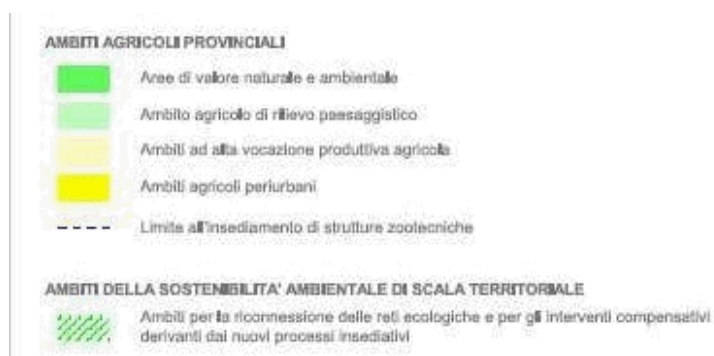 AMBITI AGRICOLI PROVINCIALI
Aree di valore naturale e ambientale
Ambito agricolo di rilievo paesaggistico
Ambiti ad alta vocazione produttiva agricola
Ambiti agricoli periurbani
Limite all'insediamento di strutture zootecniche
AMBITI DELLA SOSTENIBILITA' AMBIENTALE DI SCALA TERRITORIALE
Ambiti per la riconnessione delle reti ecologiche e per gli interventi compensativi
derivanti dai nuovi processi insediativi